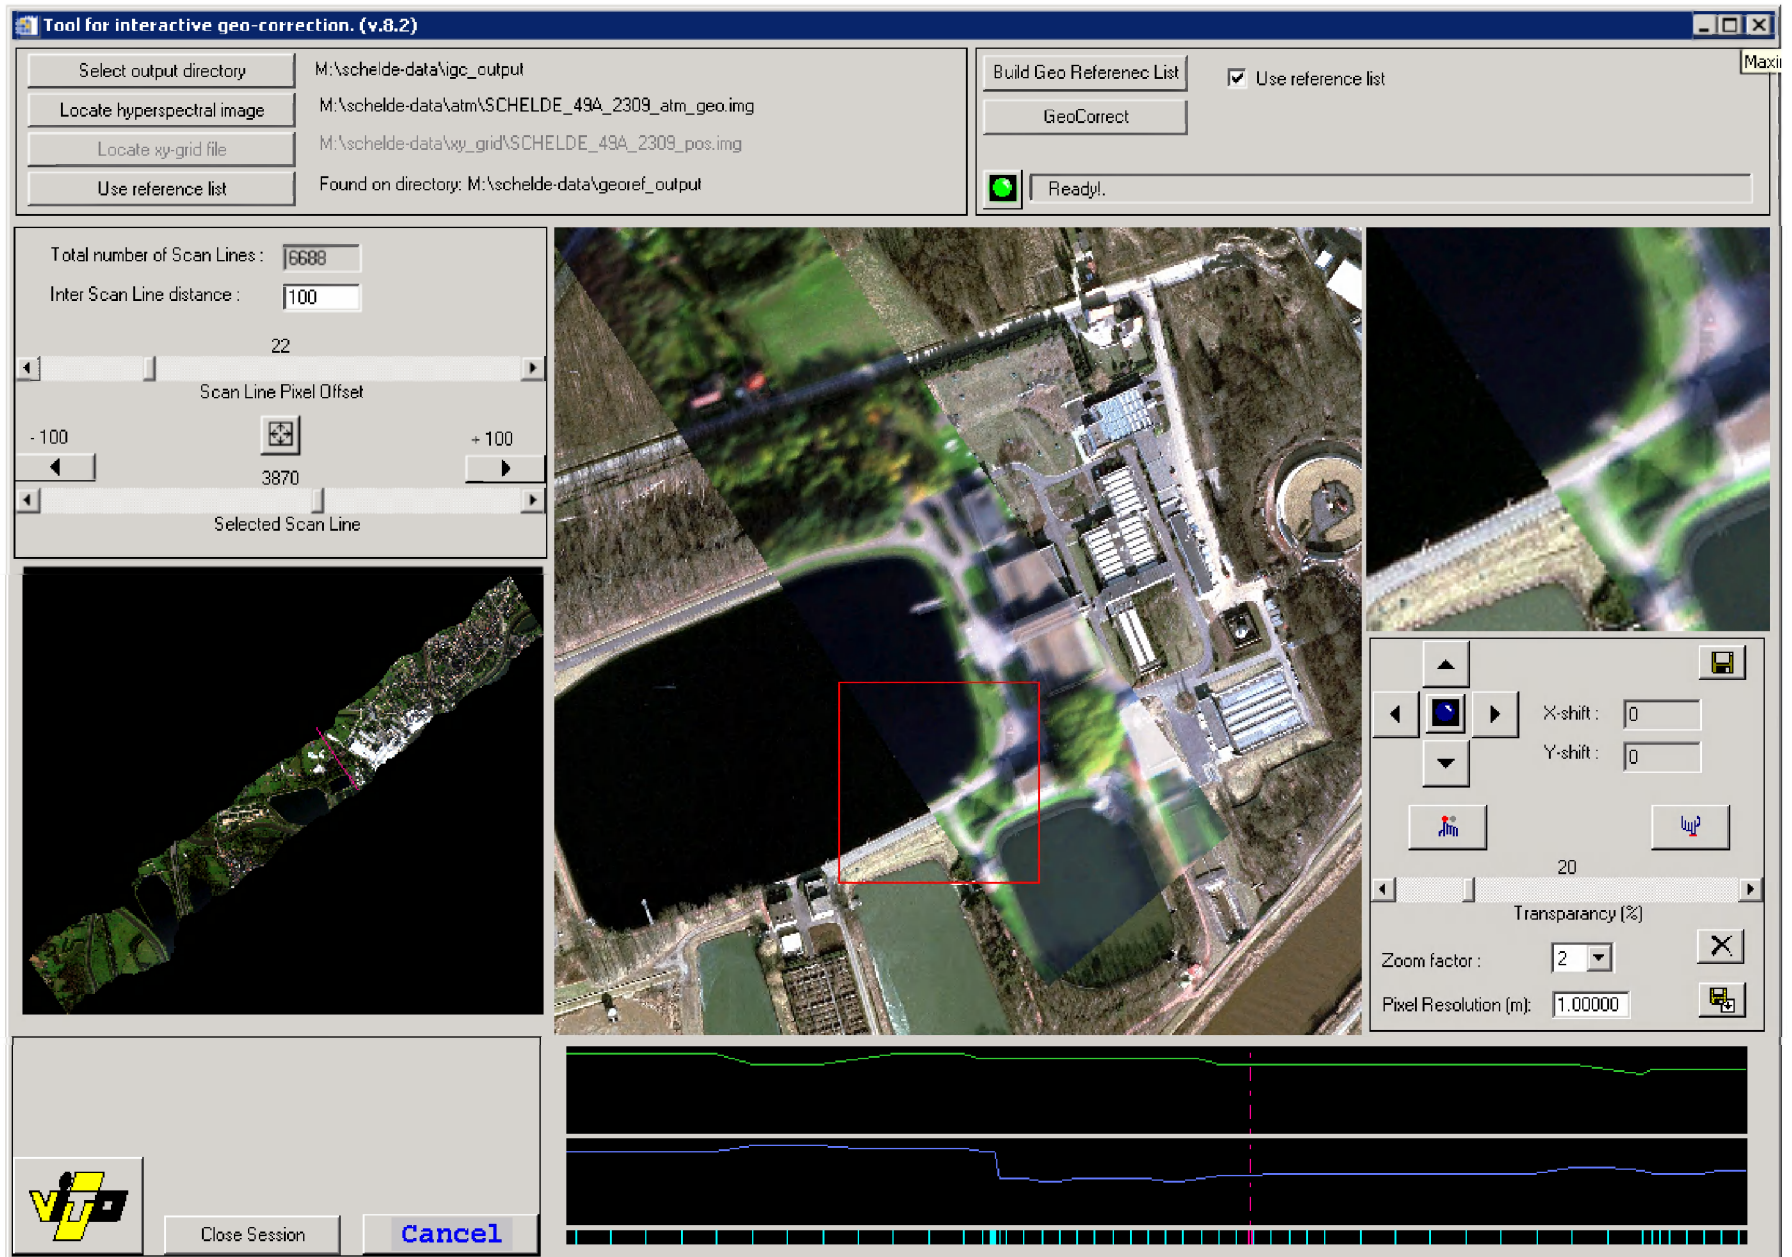 Tool for interactive geo-correction. (v.8.2)
Select output directory M:\schelde-data\igc_output
Locate hyperspectral image M:\schelde-data\atm\SCHELDE_49A_2309_atm_geo.img
Locate xy-grid file M:\schelde-data\xy_grid\SCHELDE_49A_2309_pos.img
Use reference list Found on directory: M:\schelde-data\georef_output
Build Geo Referenec List Use reference list
Maxi
GeoCorrect
Ready!.
Total number of Scan Lines : 6688
Inter Scan Line distance : 100
22
Scan Line Pixel Offset
- 100 + 100
3870
Selected Scan Line
X-shift : 0
Y-shift : 0
20
Transparancy (%)
Zoom factor : 2
Pixel Resolution (m): 1.00000
vito
Close Session
Cancel